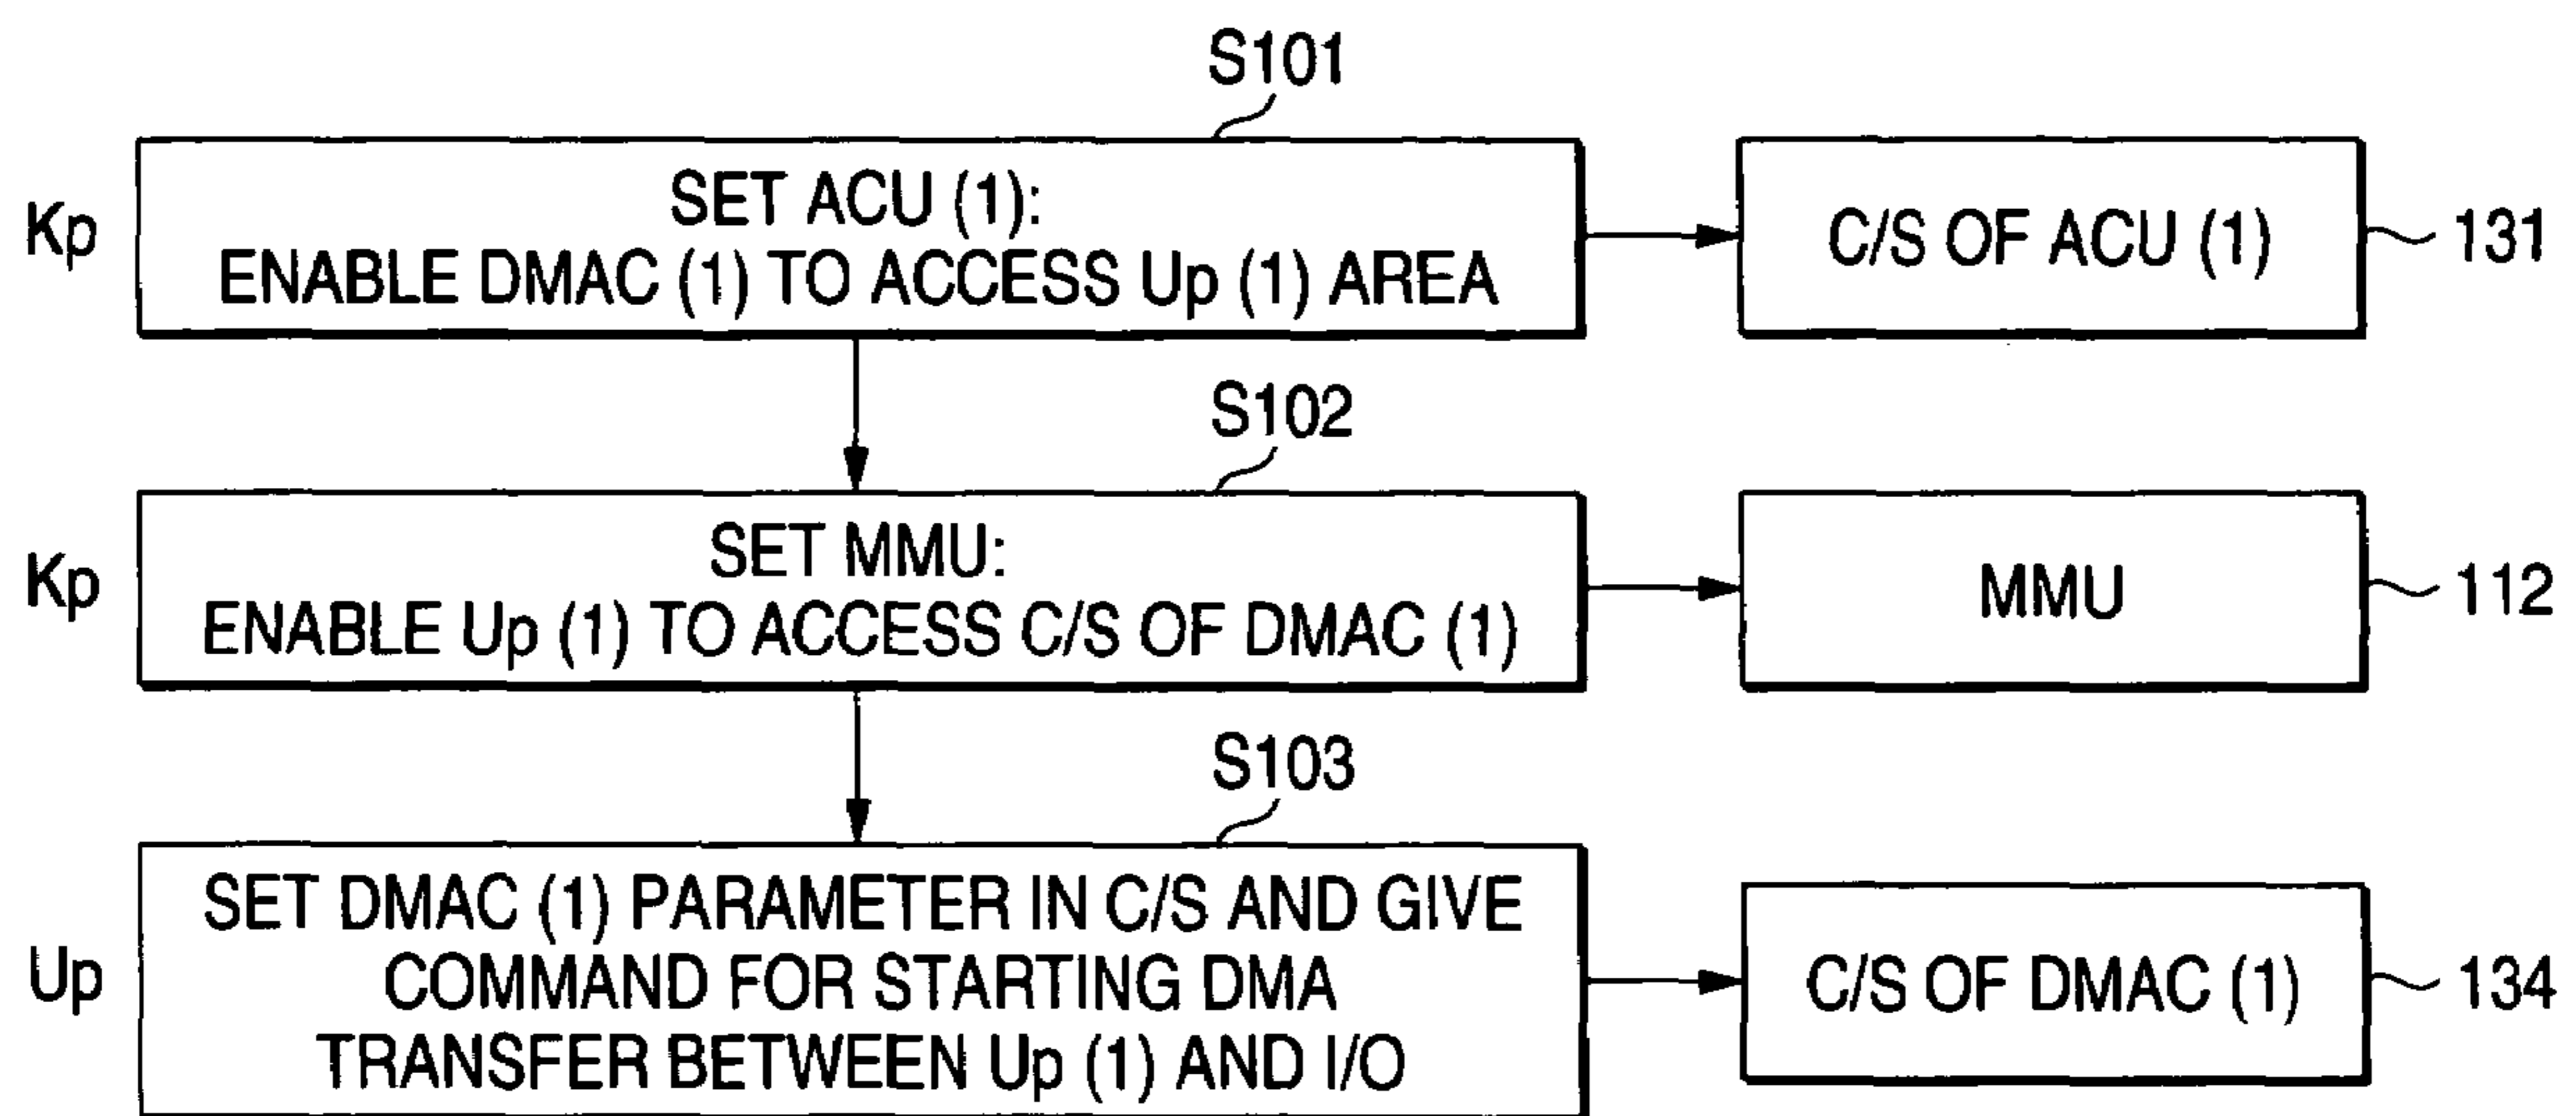 S101
Kp
SET ACU (1):
ENABLE DMAC (1) TO ACCESS Up (1) AREA
C/S OF ACU (1)
131
S102
Kp
SET MMU:
ENABLE Up (1) TO ACCESS C/S OF DMAC (1)
MMU
112
S103
Up
SET DMAC (1) PARAMETER IN C/S AND GIVE
COMMAND FOR STARTING DMA
TRANSFER BETWEEN Up (1) AND I/O
C/S OF DMAC (1)
134